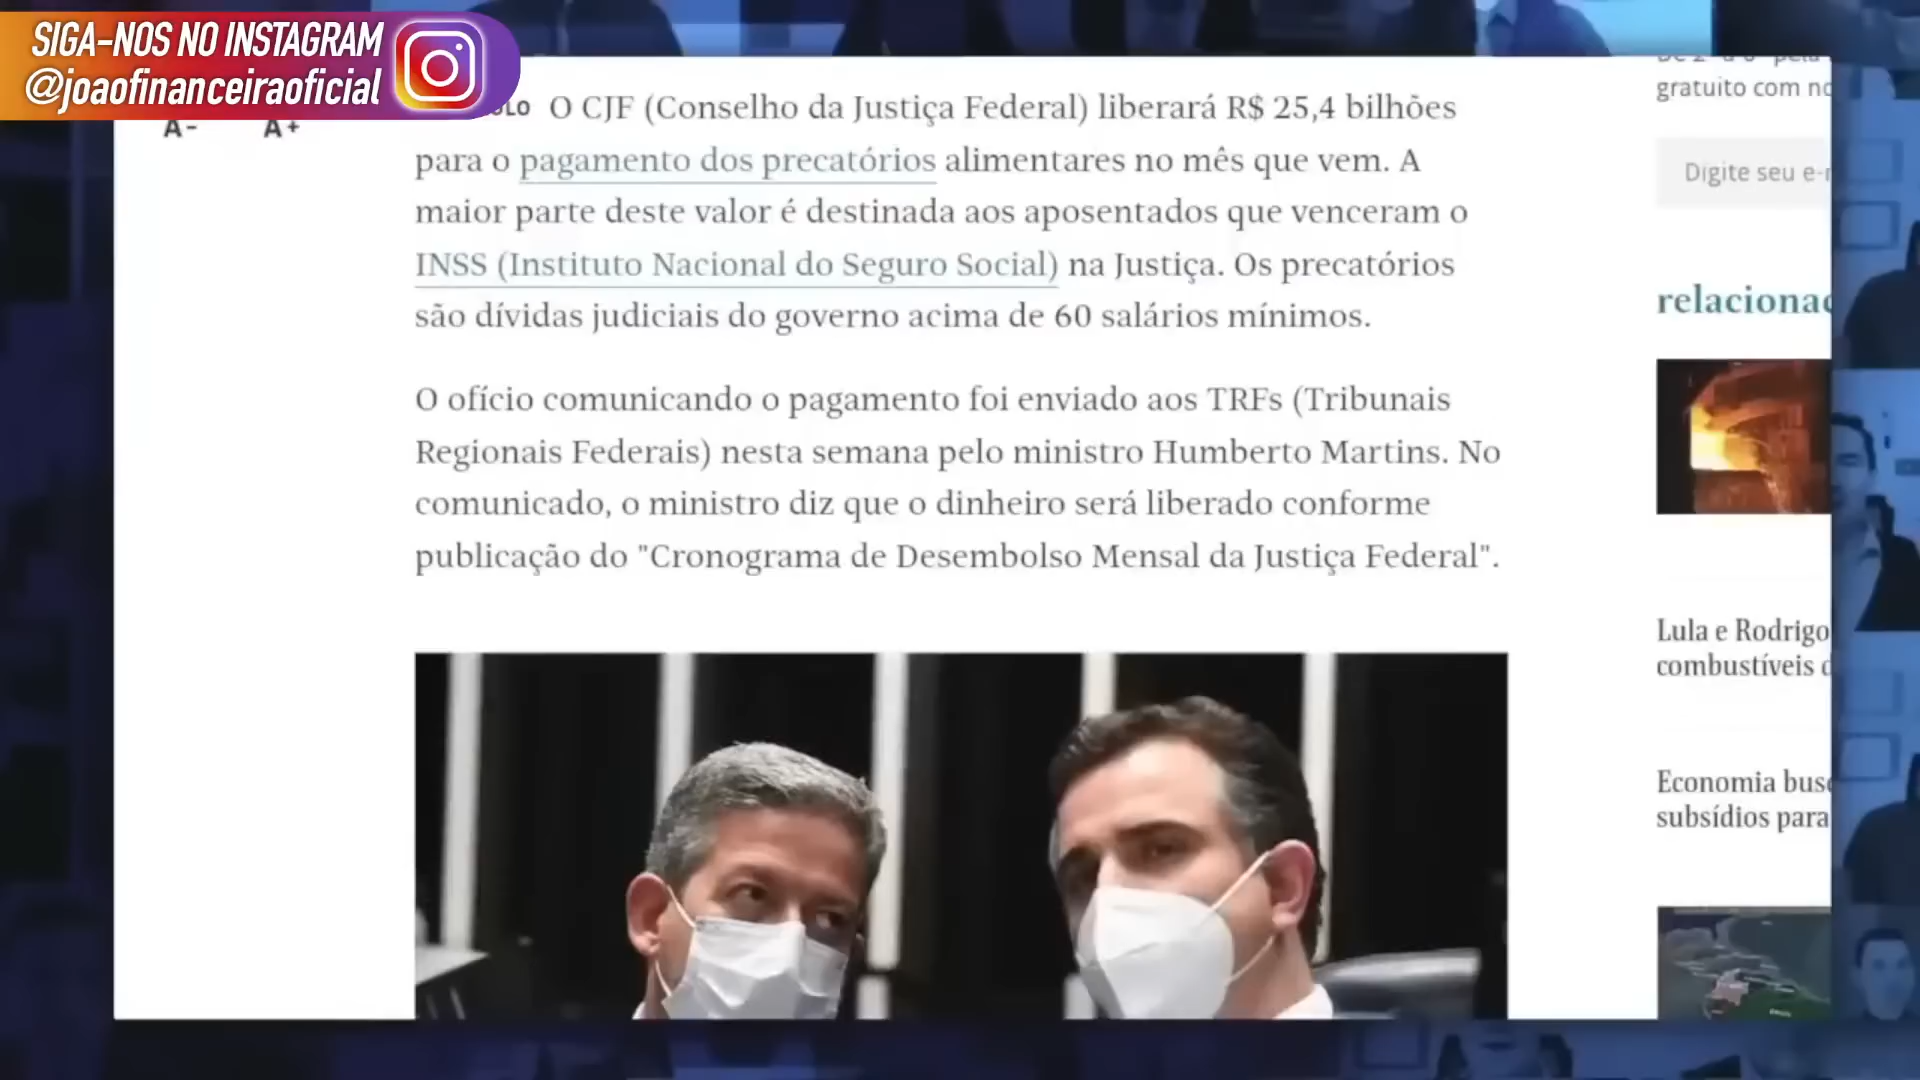 SIGA-NOS NO INSTAGRAM
@joaofinanceiraoficial
A- A+
O CJF (Conselho da Justiça Federal) liberará R$ 25,4 bilhões
para o pagamento dos precatórios alimentares no mês que vem. A
maior parte deste valor é destinada aos aposentados que venceram o
INSS (Instituto Nacional do Seguro Social) na Justiça. Os precatórios
são dívidas judiciais do governo acima de 60 salários mínimos.
O ofício comunicando o pagamento foi enviado aos TRFs (Tribunais
Regionais Federais) nesta semana pelo ministro Humberto Martins. No
comunicado, o ministro diz que o dinheiro será liberado conforme
publicação do "Cronograma de Desembolso Mensal da Justiça Federal".
gratuito com
Digite seu
relacionad
Lula e Rodrigo
combustíveis
Economia
subsídios para